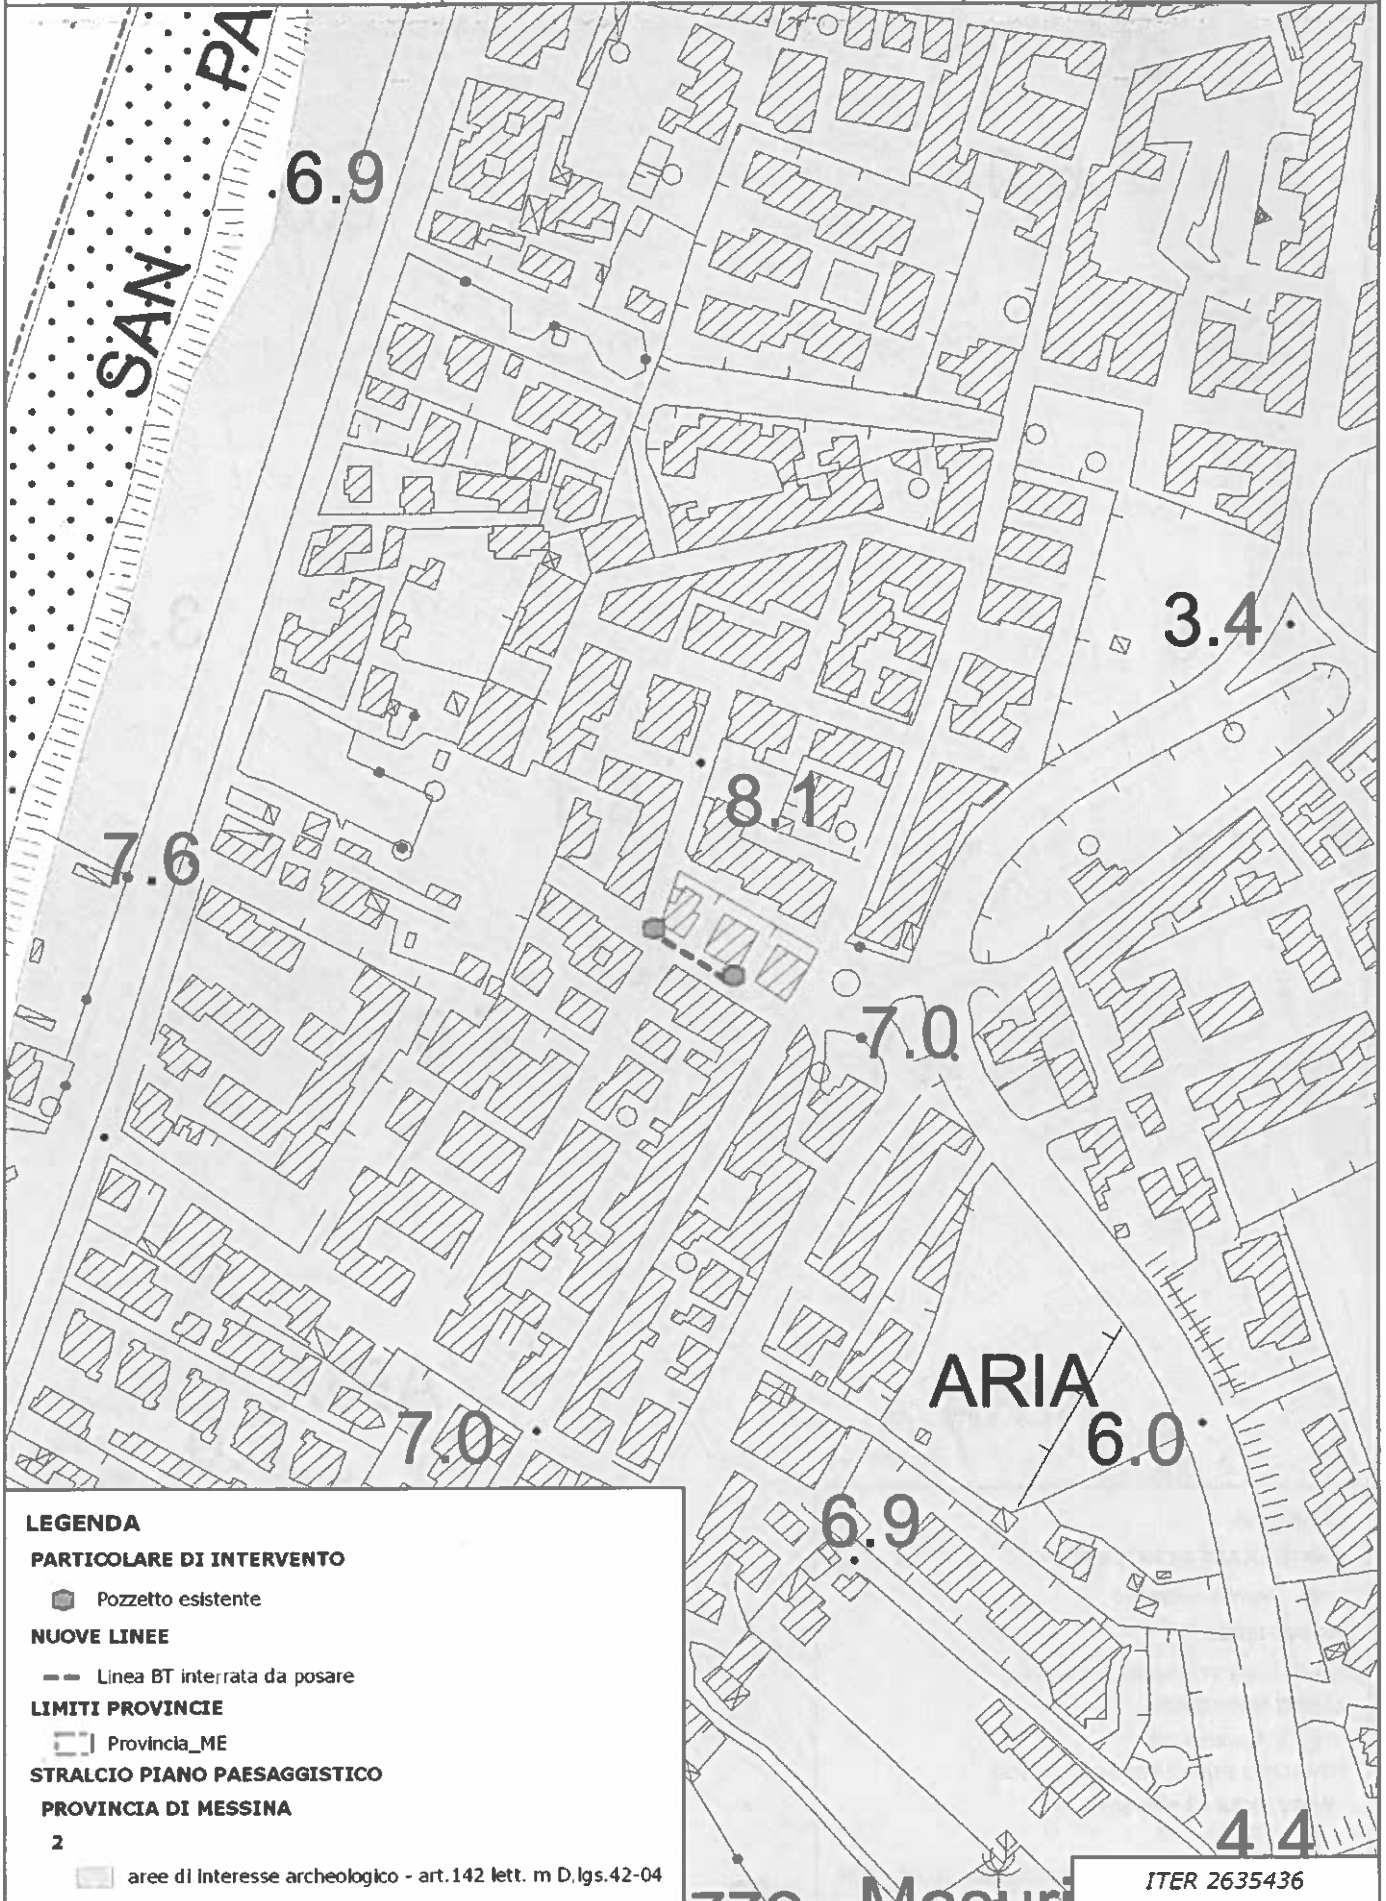 SAN PA
6.9
3.4
8.1
7.6
7.0
ARIA
7.0
6.0
6.9
4 4
LEGENDA
PARTICOLARE DI INTERVENTO
Pozzetto esistente
NUOVE LINEE
Linea BT interrata da posare
LIMITI PROVINCIE
Provincia_ME
STRALCIO PIANO PAESAGGISTICO
PROVINCIA DI MESSINA
2
aree di interesse archeologico - art.142 lett. m D.lgs.42-04
ITER 2635436